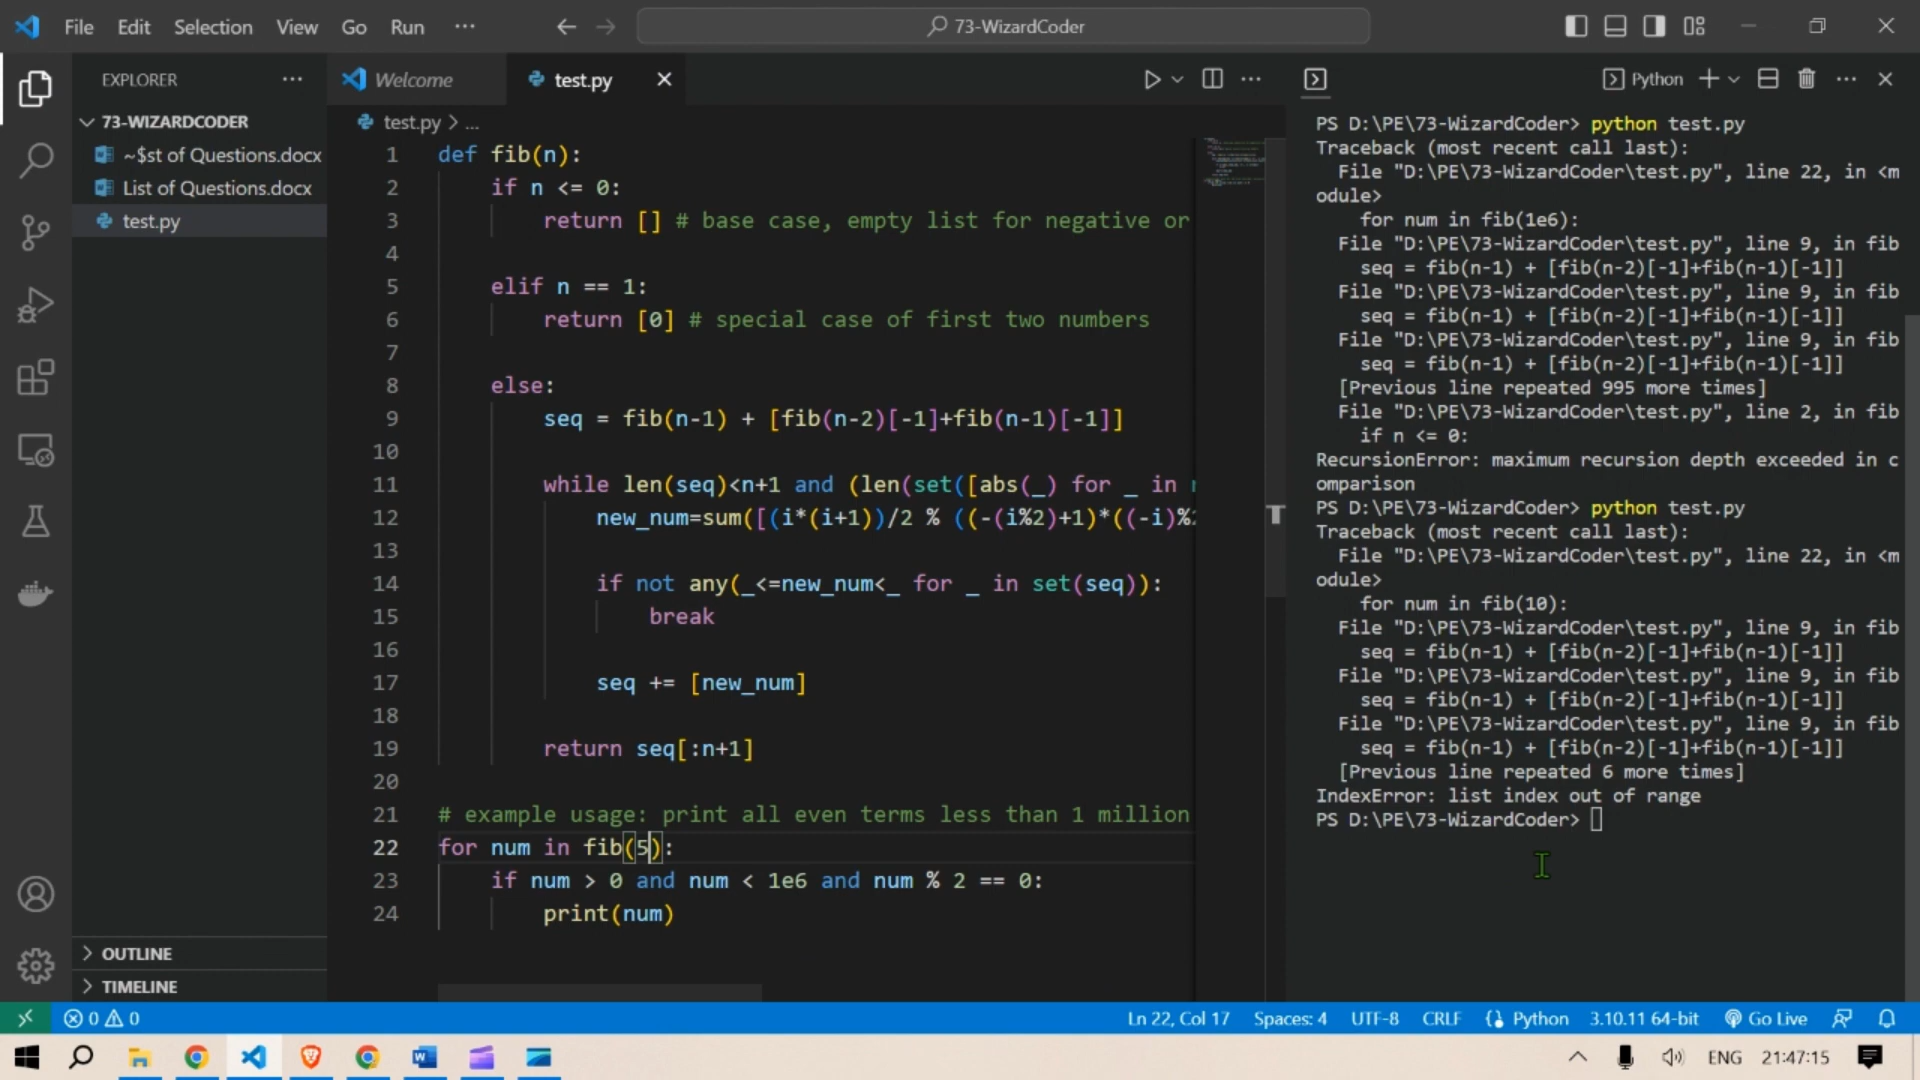 File Edit Selection View Go Run ... 73-WizardCoder
EXPLORER ...
73-WIZARDCODER
~$st of Questions.docx
List of Questions.docx
test.py
OUTLINE
TIMELINE
Welcome test.py
test.py > ...
1 def fib(n):
2 if n <= 0:
3 return [] # base case, empty list for negative or
4
5 elif n == 1:
6 return [0] # special case of first two numbers
7
8 else:
9 seq = fib(n-1) + [fib(n-2)[-1]+fib(n-1)[-1]]
10
11 while len(seq)<n+1 and (len(set([abs(_) for _ in
12 new_num=sum([(i*(i+1))/2 % ((-(i%2)+1)*((-i)%2
13
14 if not any(_<=new_num<_ for _ in set(seq)):
15 break
16
17 seq += [new_num]
18
19 return seq[:n+1]
20
21 # example usage: print all even terms less than 1 million
22 for num in fib(5):
23 if num > 0 and num < 1e6 and num % 2 == 0:
24 print(num)
Python
PS D:\PE\73-WizardCoder> python test.py
Traceback (most recent call last):
File "D:\PE\73-WizardCoder\test.py", line 22, in <m
odule>
for num in fib(1e6):
File "D:\PE\73-WizardCoder\test.py", line 9, in fib
seq = fib(n-1) + [fib(n-2)[-1]+fib(n-1)[-1]]
File "D:\PE\73-WizardCoder\test.py", line 9, in fib
seq = fib(n-1) + [fib(n-2)[-1]+fib(n-1)[-1]]
File "D:\PE\73-WizardCoder\test.py", line 9, in fib
seq = fib(n-1) + [fib(n-2)[-1]+fib(n-1)[-1]]
[Previous line repeated 995 more times]
File "D:\PE\73-WizardCoder\test.py", line 2, in fib
if n <= 0:
RecursionError: maximum recursion depth exceeded in c
omparison
PS D:\PE\73-WizardCoder> python test.py
Traceback (most recent call last):
File "D:\PE\73-WizardCoder\test.py", line 22, in <m
odule>
for num in fib(10):
File "D:\PE\73-WizardCoder\test.py", line 9, in fib
seq = fib(n-1) + [fib(n-2)[-1]+fib(n-1)[-1]]
File "D:\PE\73-WizardCoder\test.py", line 9, in fib
seq = fib(n-1) + [fib(n-2)[-1]+fib(n-1)[-1]]
File "D:\PE\73-WizardCoder\test.py", line 9, in fib
seq = fib(n-1) + [fib(n-2)[-1]+fib(n-1)[-1]]
[Previous line repeated 6 more times]
IndexError: list index out of range
PS D:\PE\73-WizardCoder>
0 0 Ln 22, Col 17 Spaces: 4 UTF-8 CRLF Python 3.10.11 64-bit Go Live
ENG 21:47:15